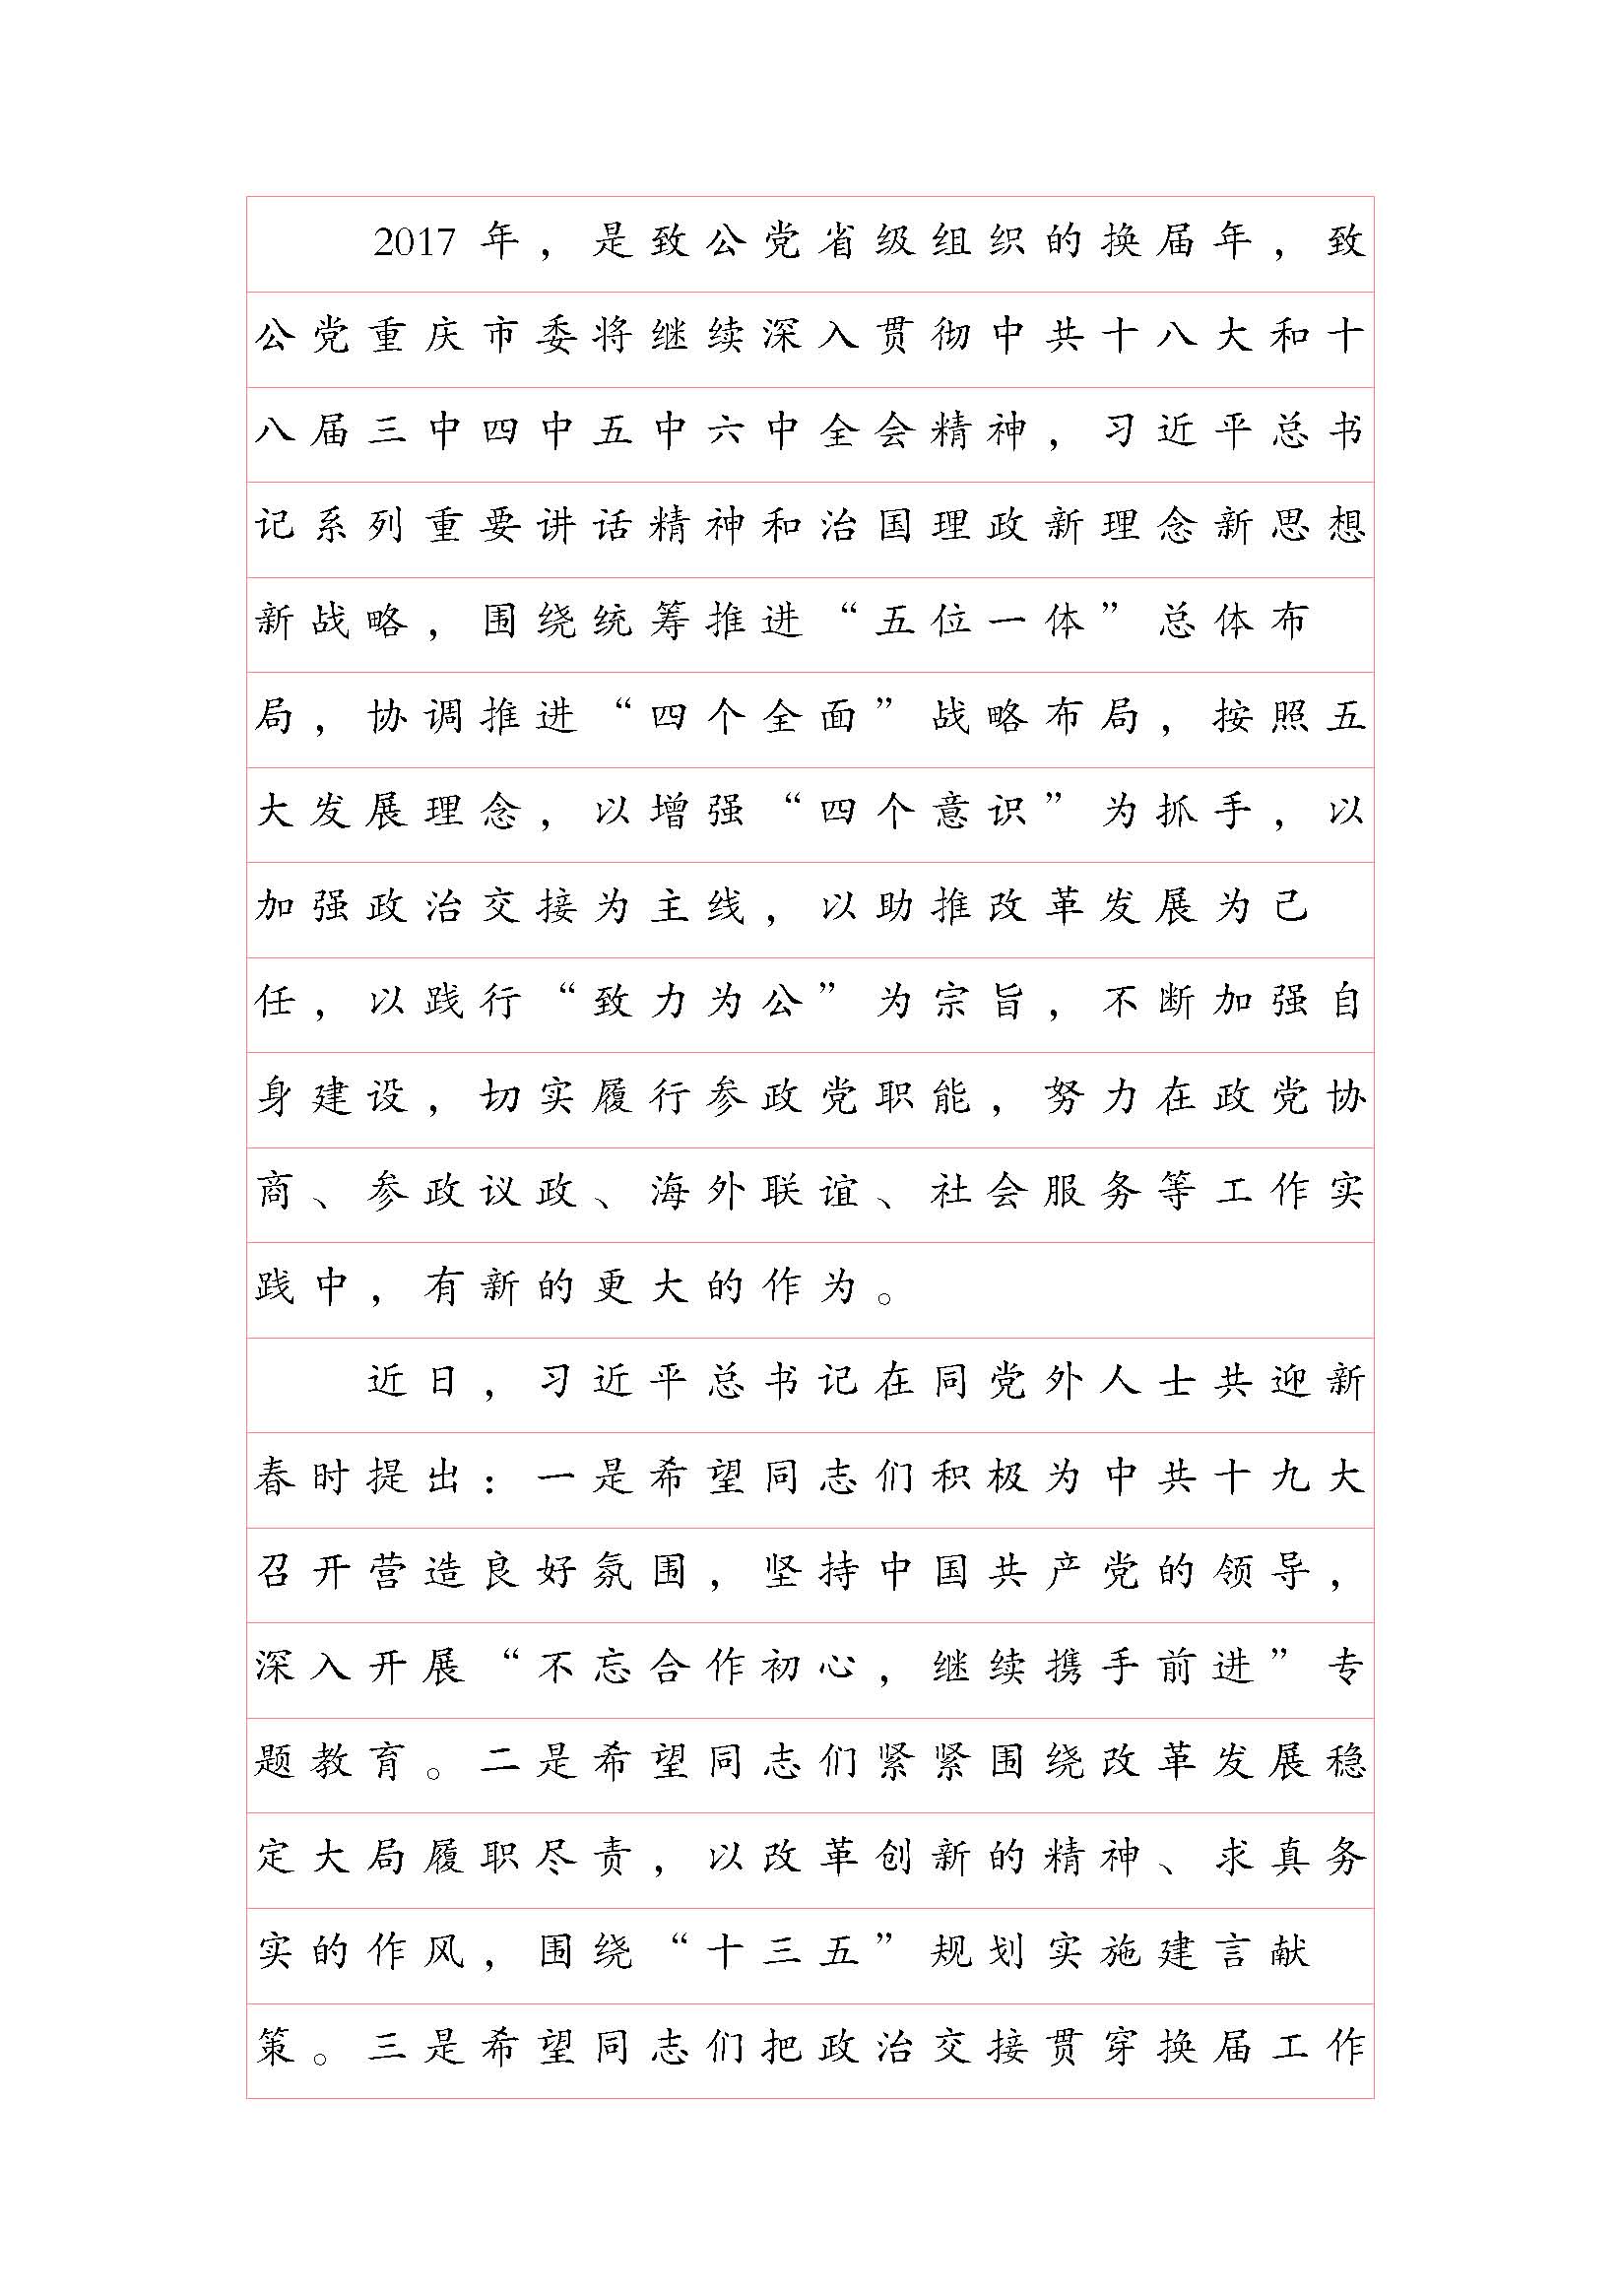 2017 年，是致公党省级组织的换届年，致
公党重庆市委将继续深入贯彻中共十八大和十
八届三中四中五中六中全会精神，习近平总书
记系列重要讲话精神和治国理政新理念新思想
新战略，围绕统筹推进“五位一体”总体布
局，协调推进“四个全面”战略布局，按照五
大发展理念，以增强“四个意识”为抓手，以
加强政治交接为主线，以助推改革发展为己
任，以践行“致力为公”为宗旨，不断加强自
身建设，切实履行参政党职能，努力在政党协
商、参政议政、海外联谊、社会服务等工作实
践中，有新的更大的作为。
近日，习近平总书记在同党外人士共迎新
春时提出：一是希望同志们积极为中共十九大
召开营造良好氛围，坚持中国共产党的领导，
深入开展“不忘合作初心，继续携手前进”专
题教育。二是希望同志们紧紧围绕改革发展稳
定大局履职尽责，以改革创新的精神、求真务
实的作风，围绕“十三五”规划实施建言献
策。三是希望同志们把政治交接贯穿换届工作